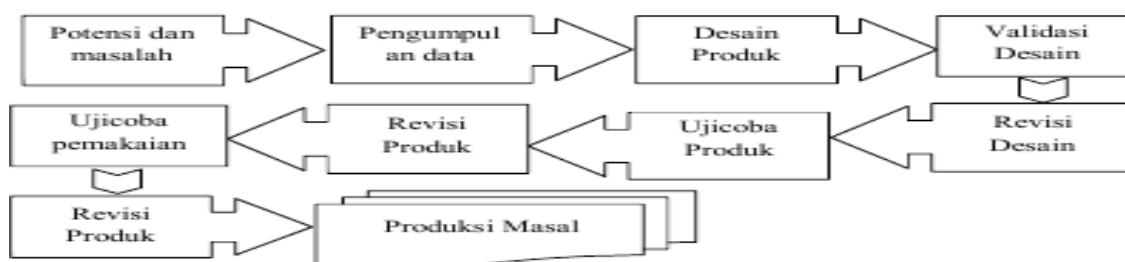 Potensi dan
masalah
Pengumpul
an data
Desain
Produk
Validasi
Desain
Revisi
Desain
Ujicoba
Produk
Revisi
Produk
Ujicoba
pemakaian
Revisi
Produk
Produksi Masal